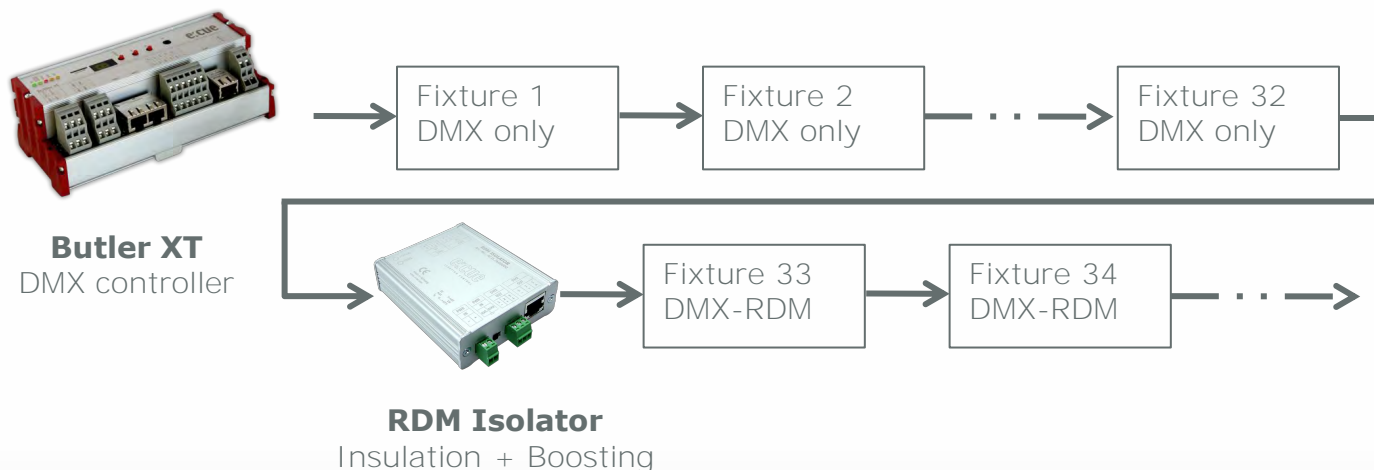 e:cue
Fixture 1
DMX only
Fixture 2
DMX only
Fixture 32
DMX only
Butler XT
DMX controller
Fixture 33
DMX-RDM
Fixture 34
DMX-RDM
RDM Isolator
Insulation + Boosting